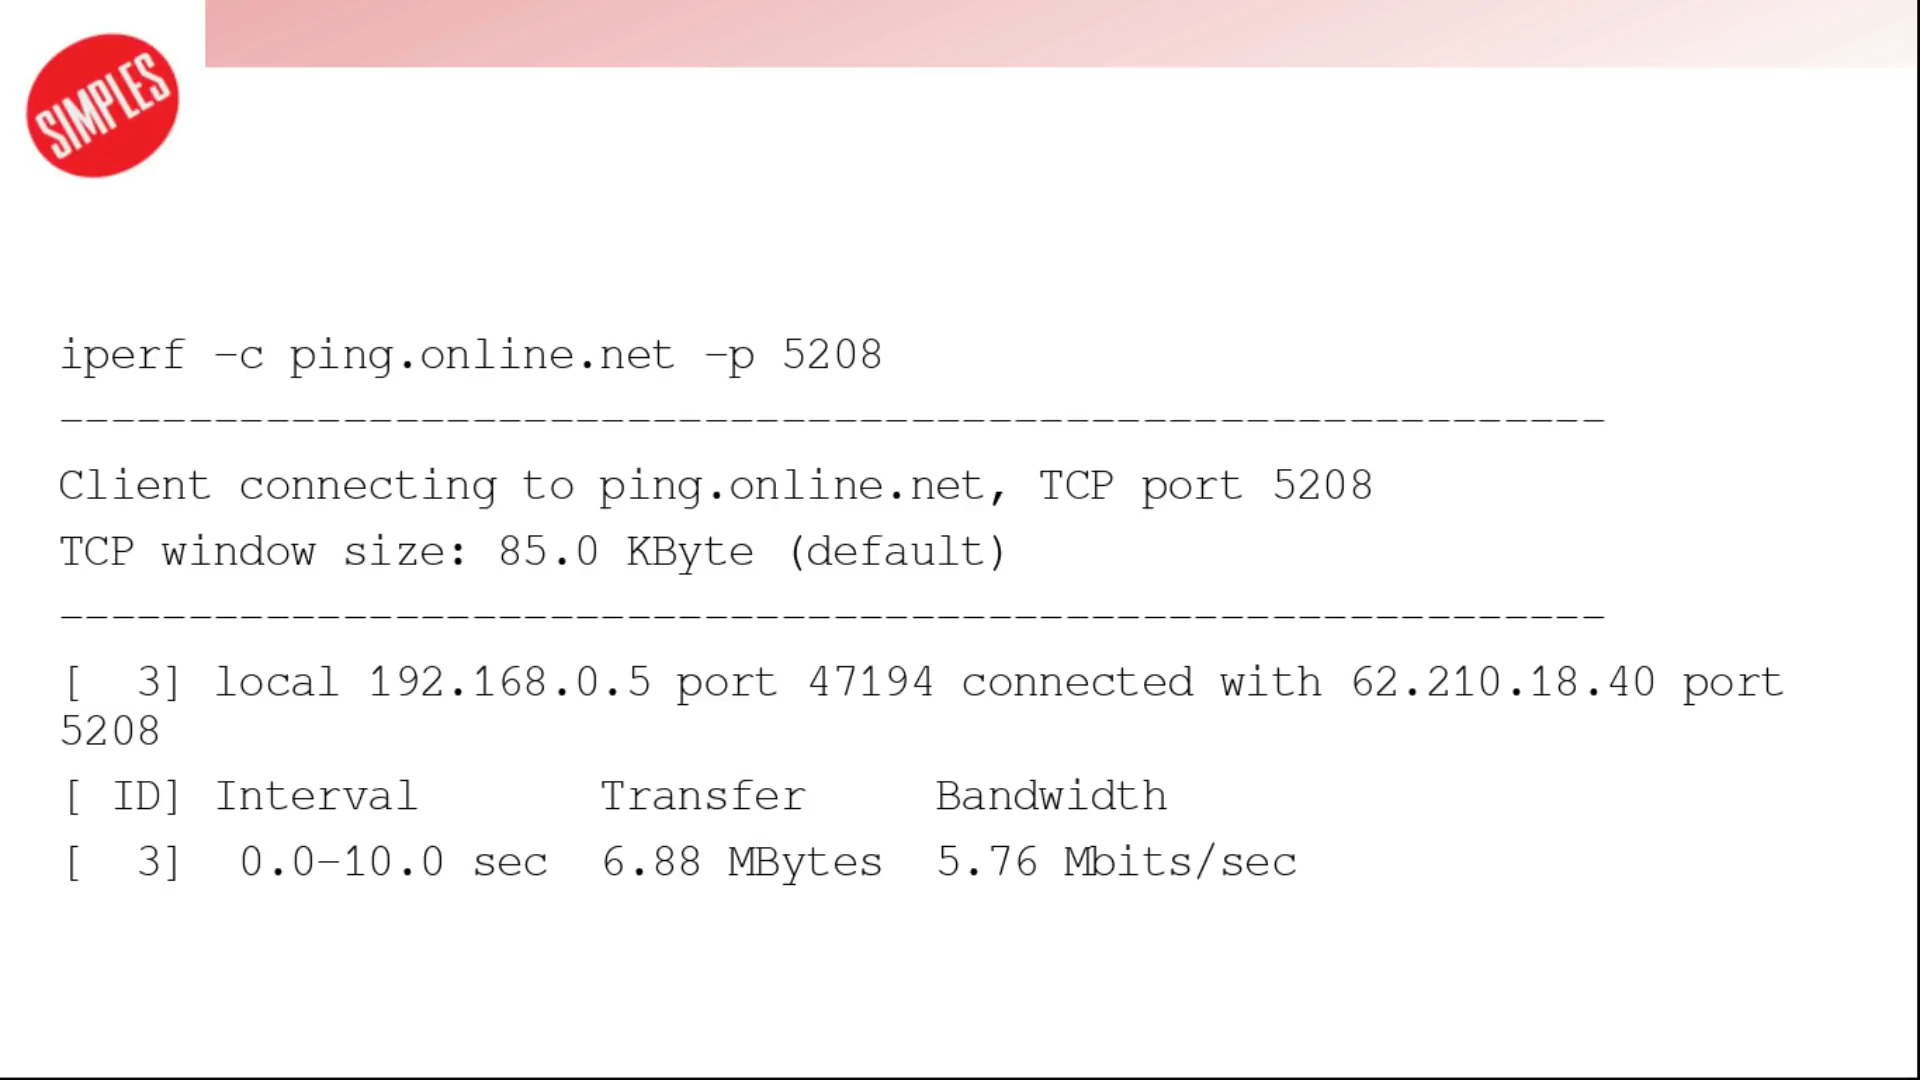 SIMPLES
iperf -c ping.online.net -p 5208
------------------------------------------------------------
Client connecting to ping.online.net, TCP port 5208
TCP window size: 85.0 KByte (default)
------------------------------------------------------------
[  3] local 192.168.0.5 port 47194 connected with 62.210.18.40 port
5208
[ ID] Interval       Transfer     Bandwidth
[  3]  0.0-10.0 sec  6.88 MBytes  5.76 Mbits/sec